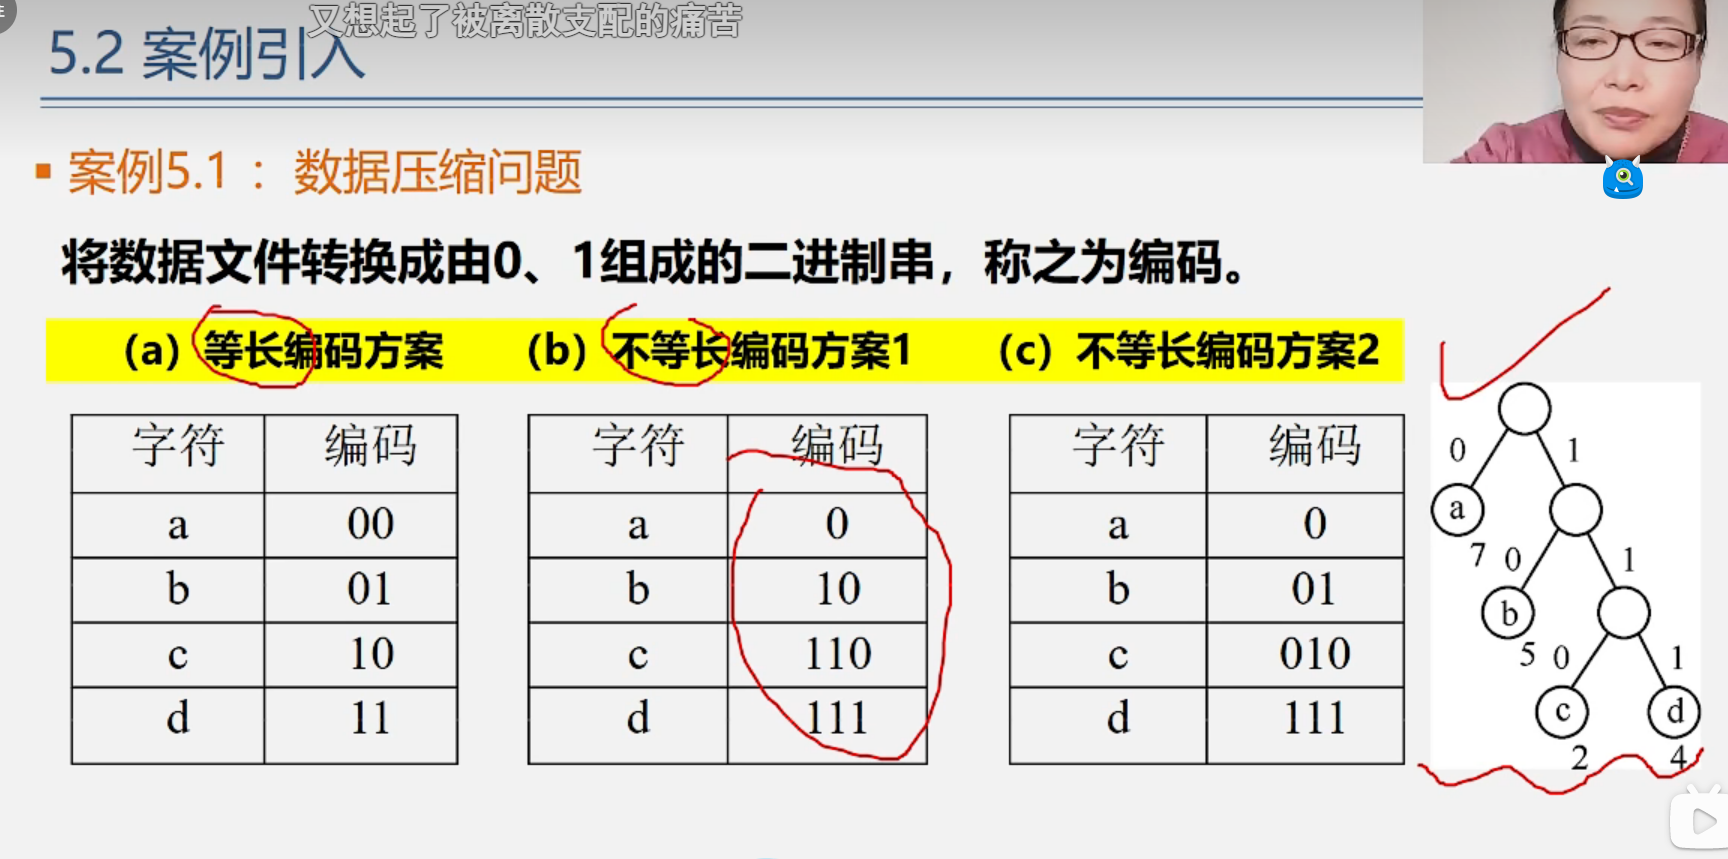 又想起了被离散支配的痛苦
5.2 案例引入
案例5.1：数据压缩问题
将数据文件转换成由0、1组成的二进制串，称之为编码。
（a）等长编码方案 （b）不等长编码方案1 （c）不等长编码方案2
字符 编码
a 00
b 01
c 10
d 11
字符 编码
a 0
b 10
c 110
d 111
字符 编码
a 0
b 01
c 010
d 111
0 1
a
7 0 1
b
5 0 1
c d
2 4